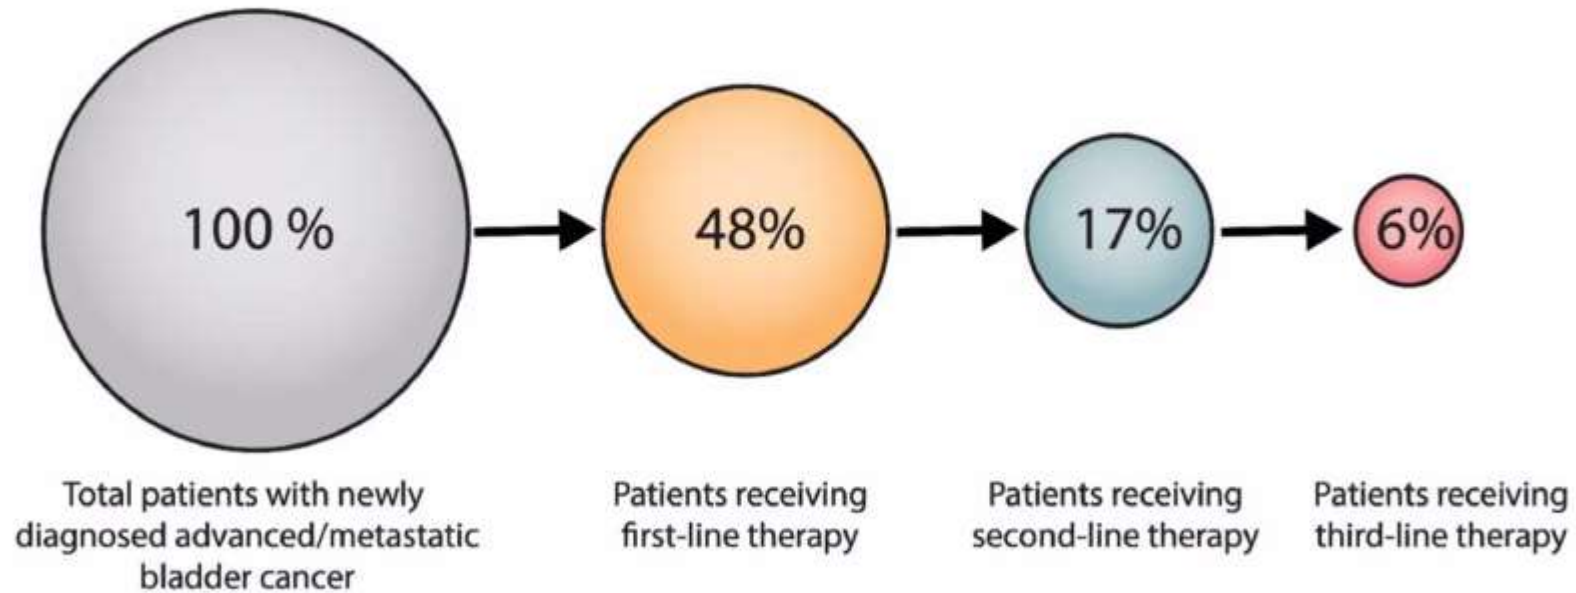 100 %
48%
17%
6%
Total patients with newly
diagnosed advanced/metastatic
bladder cancer
Patients receiving
first-line therapy
Patients receiving
second-line therapy
Patients receiving
third-line therapy